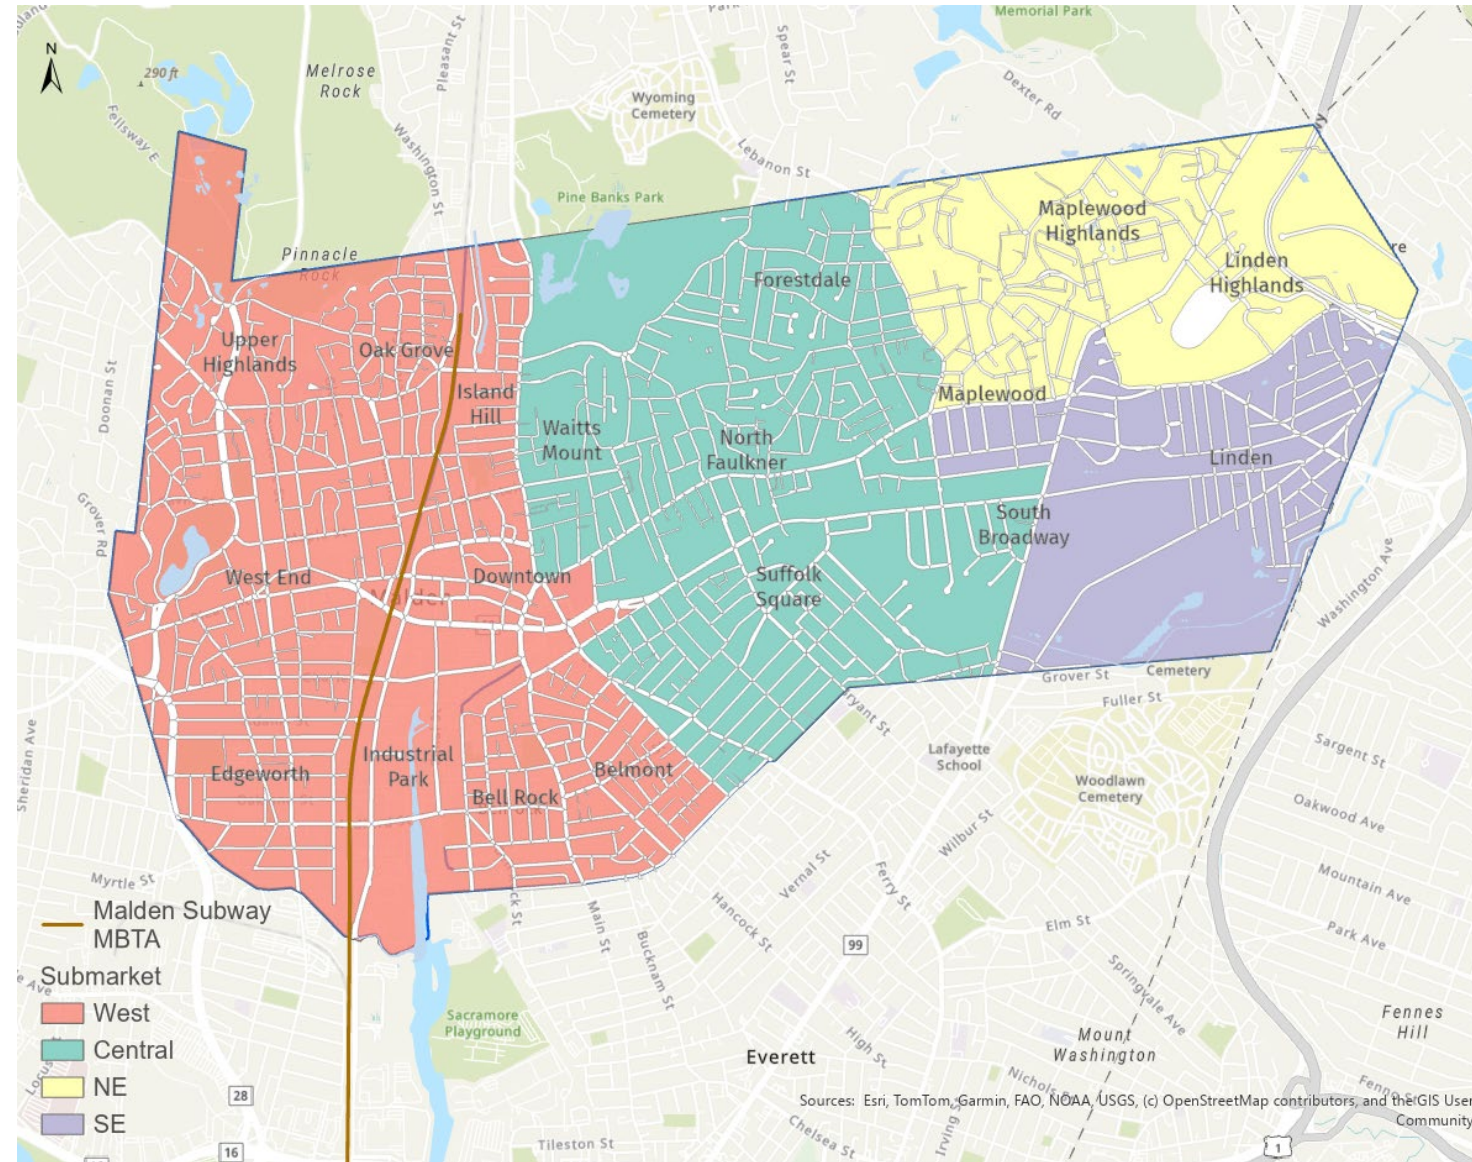 Memorial Park
N
290 ft
Melrose
Rock
Pleasant St
Spear St
Wyoming
Cemetery
Dexter Rd
Fellsway E
Washington St
Lebanon St
Pine Banks Park
Pinnacle
Rock
Maplewood
Highlands
Linden
Highlands
Forestdale
Upper
Highlands
Oak Grove
Island
Hill
Doonan St
Maplewood
Waitts
Mount
North
Faulkner
Linden
Grover Rd
South
Broadway
West End
Downtown
Suffolk
Square
Malden
Washington Ave
Grover St
Cemetery
Fuller St
Bryant St
Lafayette
School
Woodlawn
Cemetery
Sargent St
Sheridan Ave
Edgeworth
Industrial
Park
Belmont
Bell Rock
Oakwood Ave
Wilbur St
Vernal St
Ferry St
Mountain Ave
Myrtle St
Hancock St
Main St
Bucknam St
Elm St
Park Ave
99
Malden Subway
MBTA
Submarket
West
Central
NE
SE
Springvale Ave
Sacramore
Playground
Everett
High St
Mount
Washington
Fennes
Hill
Nichols
Irving St
Chelsea St
Tileston St
28
16
1
Sources: Esri, TomTom, Garmin, FAO, NOAA, USGS, (c) OpenStreetMap contributors, and the GIS User
Community